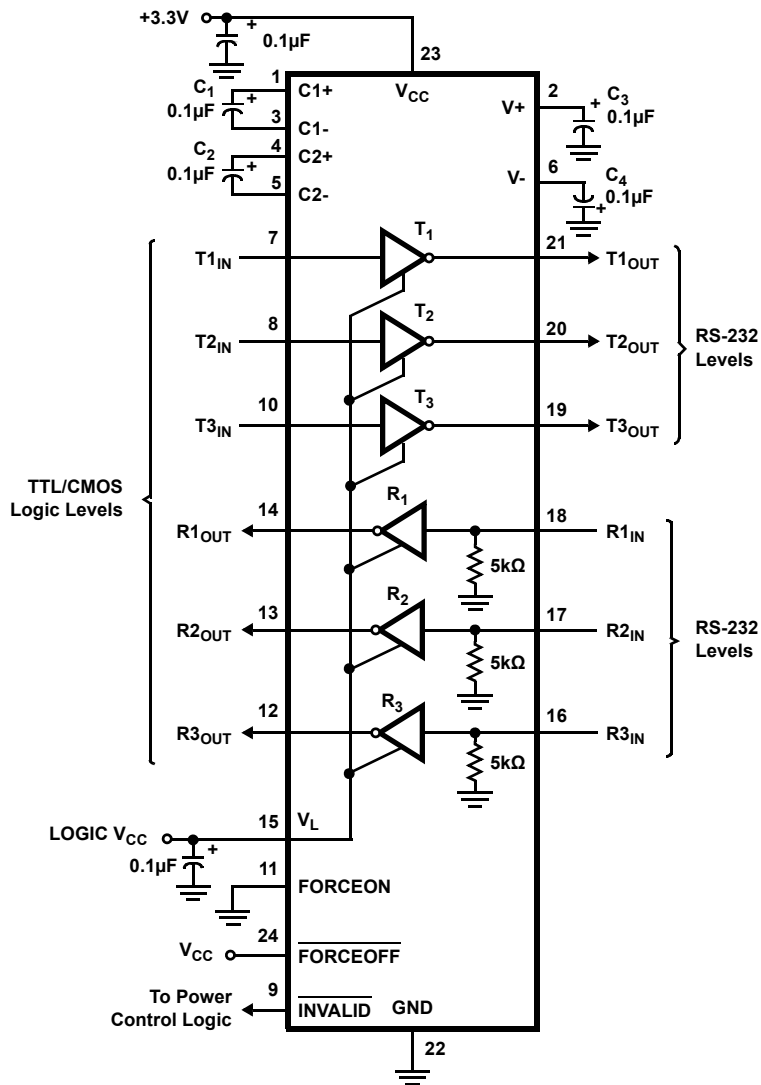 +3.3V
0.1µF
23
1
C1
0.1µF
C1+
VCC
2
V+
C3
0.1µF
3
C1-
4
C2
0.1µF
C2+
5
C2-
6
V-
C4
0.1µF
T1
7
T1IN
21
T1OUT
T2
8
T2IN
20
T2OUT
RS-232
Levels
T3
10
T3IN
19
T3OUT
TTL/CMOS
Logic Levels
R1
14
R1OUT
18
R1IN
5kΩ
R2
13
R2OUT
17
R2IN
5kΩ
RS-232
Levels
R3
12
R3OUT
16
R3IN
5kΩ
LOGIC VCC
15
VL
0.1µF
11
FORCEON
24
VCC
FORCEOFF
9
To Power
Control Logic
INVALID
GND
22
+
+
+
+
+
+